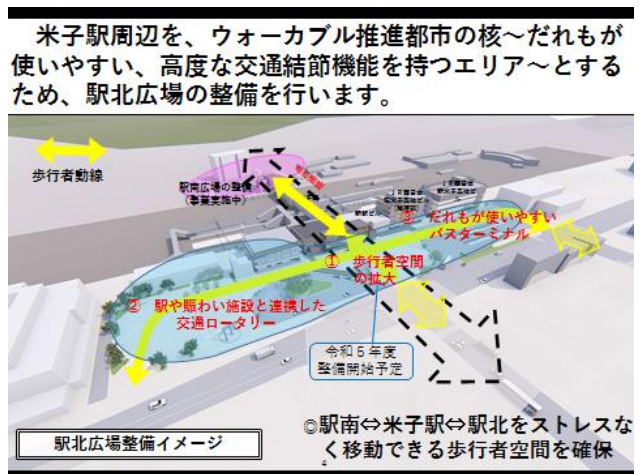 米子駅周辺を、ウォーカブル推進都市の核～だれもが
使いやすい、高度な交通結節機能を持つエリア～とする
ため、駅北広場の整備を行います。
歩行者動線
駅南広場の整備
（事業実施中）
新駅ビル
③ だれもが使いやすい
バスターミナル
① 歩行者空間
の拡大
② 駅や賑わい施設と連携した
交通ロータリー
令和５年度
整備開始予定
駅北広場整備イメージ
◎駅南⇔米子駅⇔駅北をストレスな
く移動できる歩行者空間を確保
4